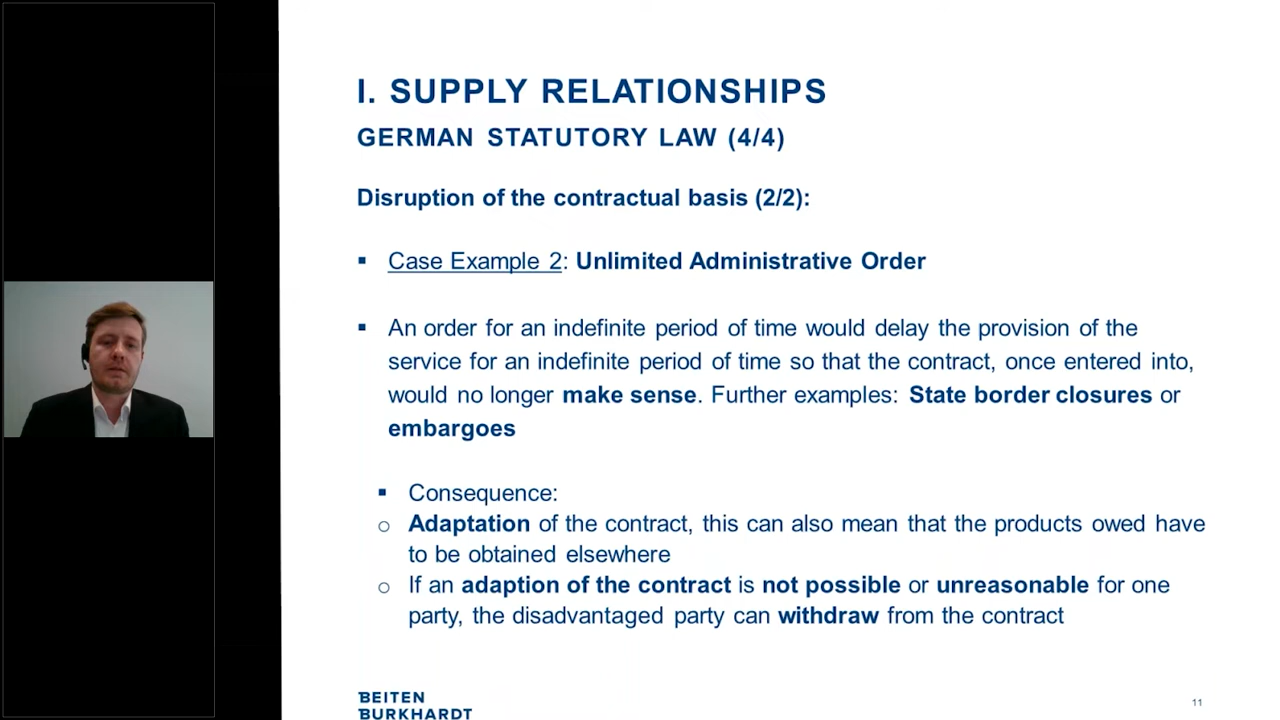 I. SUPPLY RELATIONSHIPS
GERMAN STATUTORY LAW (4/4)
Disruption of the contractual basis (2/2):
▪ Case Example 2: Unlimited Administrative Order
▪ An order for an indefinite period of time would delay the provision of the
service for an indefinite period of time so that the contract, once entered into,
would no longer make sense. Further examples: State border closures or
embargoes
▪ Consequence:
o Adaptation of the contract, this can also mean that the products owed have
to be obtained elsewhere
o If an adaption of the contract is not possible or unreasonable for one
party, the disadvantaged party can withdraw from the contract
BEITEN
BURKHARDT
11